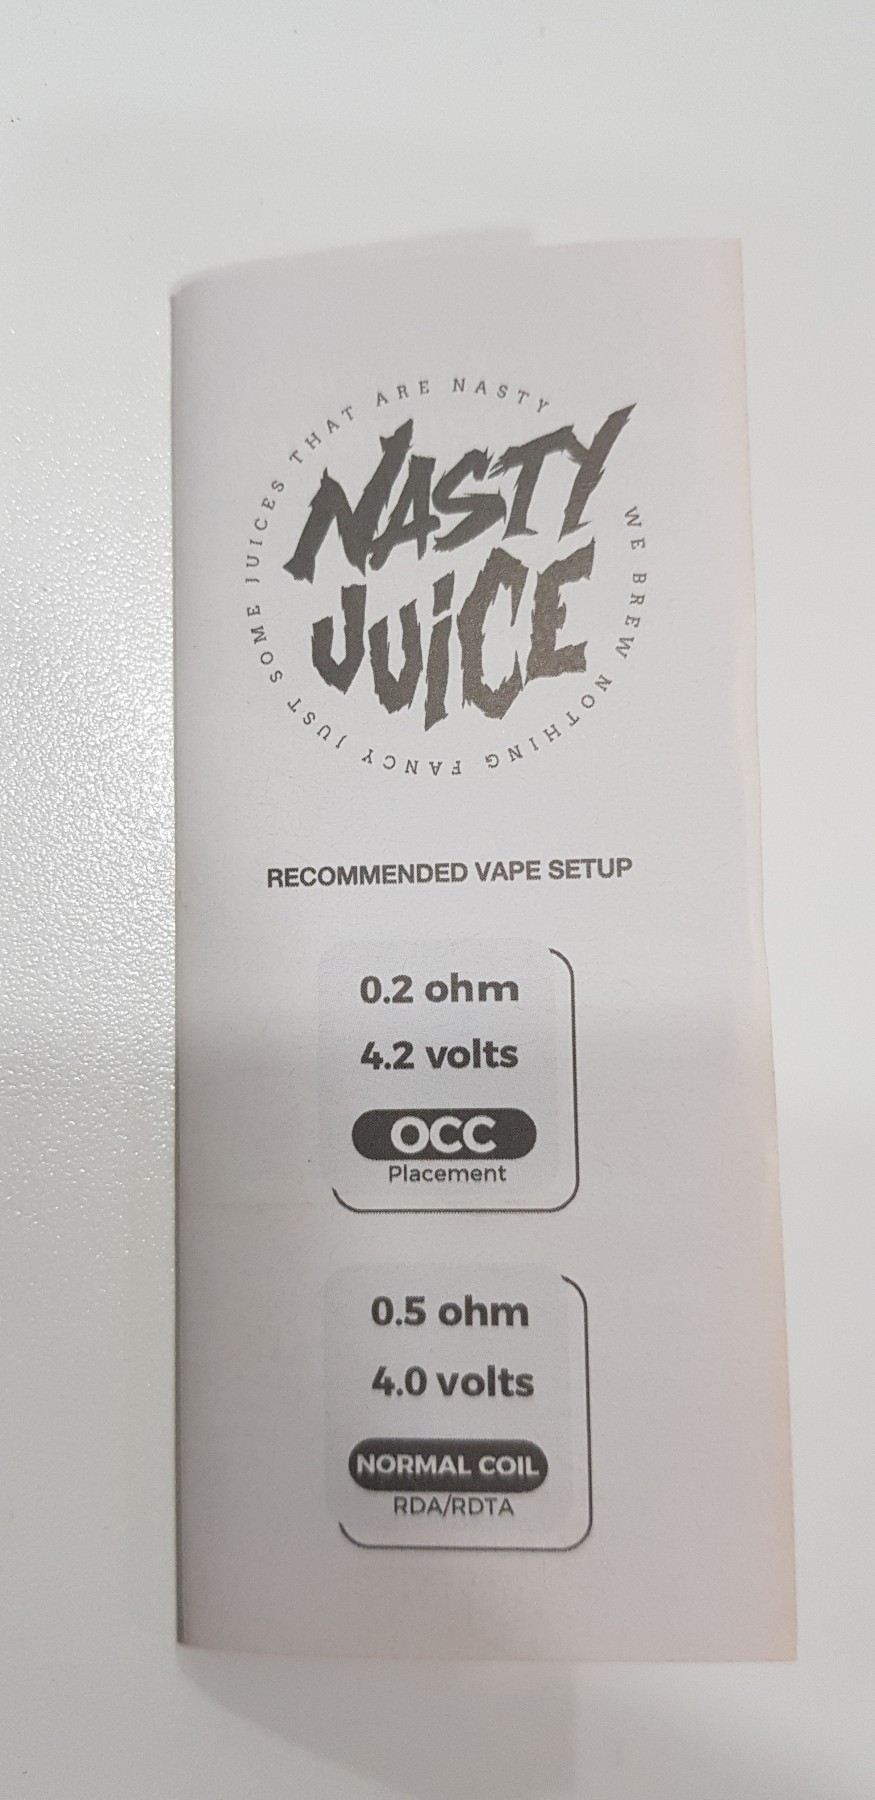 WE BREW NOTHING FANCY JUST SOME JUICES THAT ARE NASTY
NASTY
JUiCE
RECOMMENDED VAPE SETUP
0.2 ohm
4.2 volts
OCC
Placement
0.5 ohm
4.0 volts
NORMAL COIL
RDA/RDTA